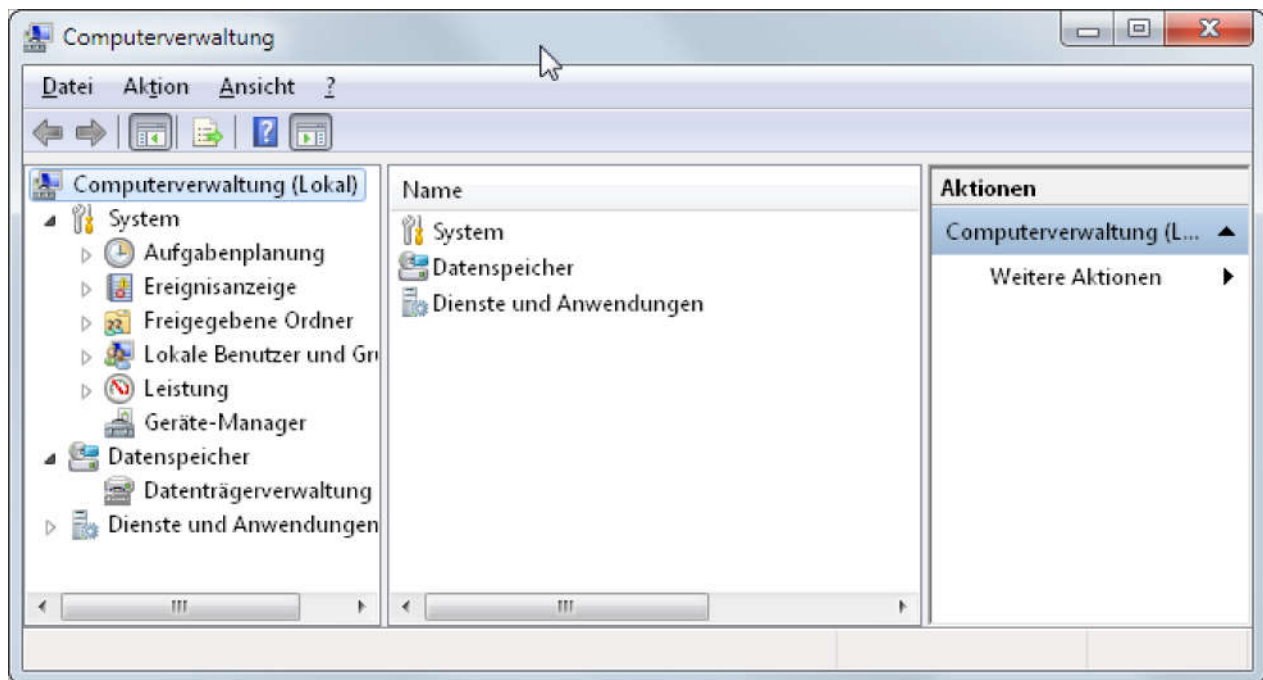 Computerverwaltung
Datei Aktion Ansicht ?
Computerverwaltung (Lokal)
System
Aufgabenplanung
Ereignisanzeige
Freigegebene Ordner
Lokale Benutzer und Gru
Leistung
Geräte-Manager
Datenspeicher
Datenträgerverwaltung
Dienste und Anwendungen
Name
System
Datenspeicher
Dienste und Anwendungen
Aktionen
Computerverwaltung (L...
Weitere Aktionen